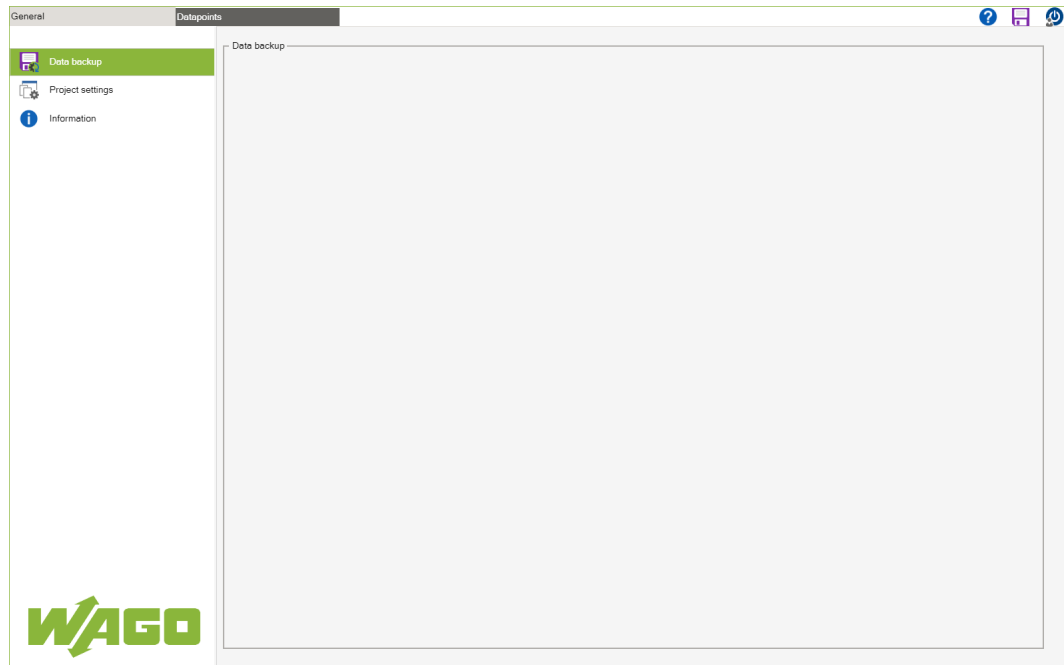 General
Datapoints
Data backup
Data backup
Project settings
Information
WAGO